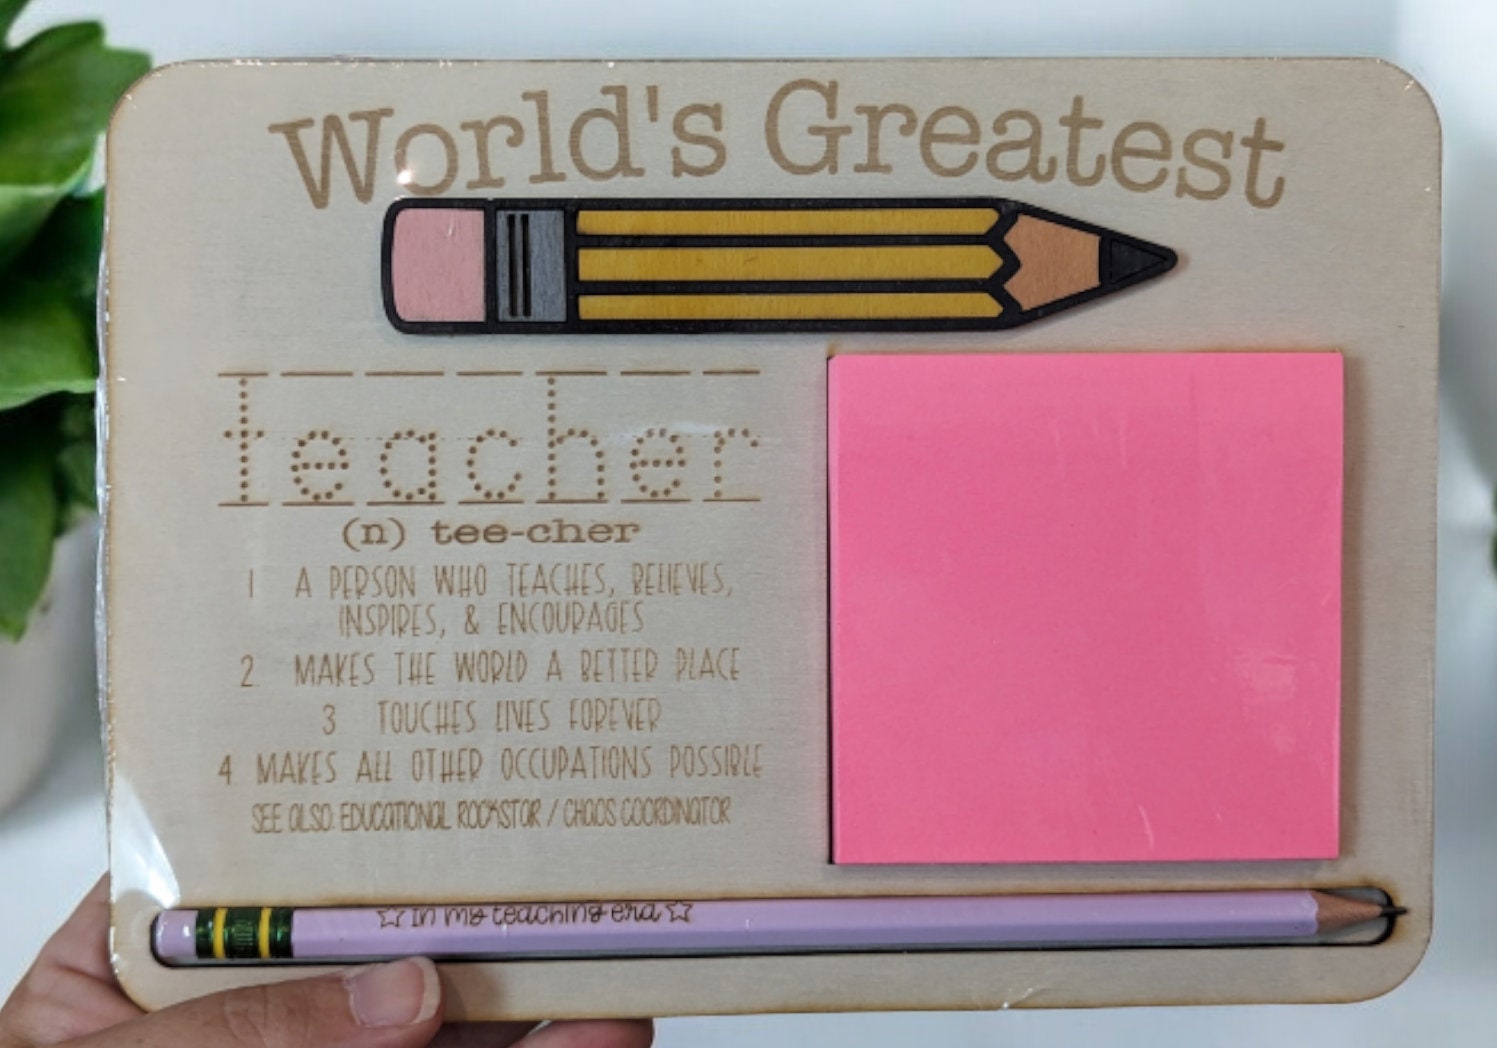 World's Greatest
teacher
(n) tee-cher
1 A PERSON WHO TEACHES, BELIEVES,
INSPIRES, & ENCOURAGES
2. MAKES THE WORLD A BETTER PLACE
3 TOUCHES LIVES FOREVER
4 MAKES ALL OTHER OCCUPATIONS POSSIBLE
SEE ALSO: EDUCATIONAL ROCKSTAR / CHAOS COORDINATOR
☆ In my teaching era ☆